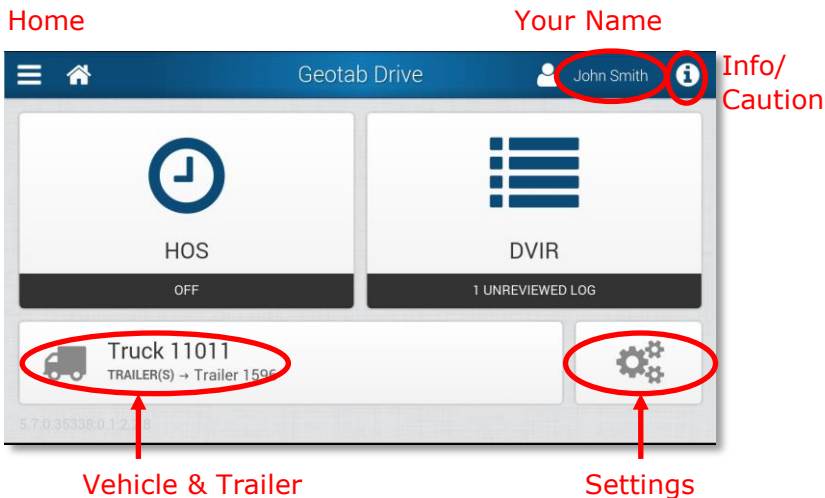 Home
Your Name
Geotab Drive
John Smith
Info/
Caution
HOS
DVIR
OFF
1 UNREVIEWED LOG
Truck 11011
TRAILER(S) → Trailer 1596
Vehicle & Trailer
Settings